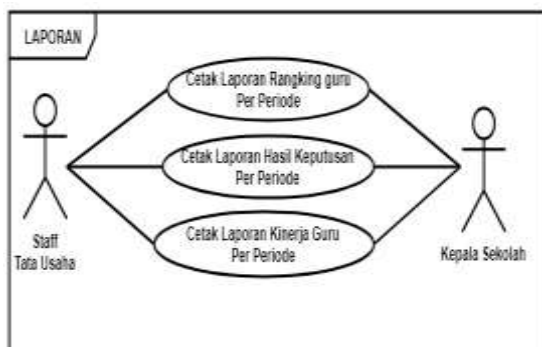 LAPORAN
Cetak Laporan Rangking guru
Per Periode
Cetak Laporan Hasil Keputusan
Per Periode
Cetak Laporan Kinerja Guru
Per Periode
Staff
Tata Usaha
Kepala Sekolah